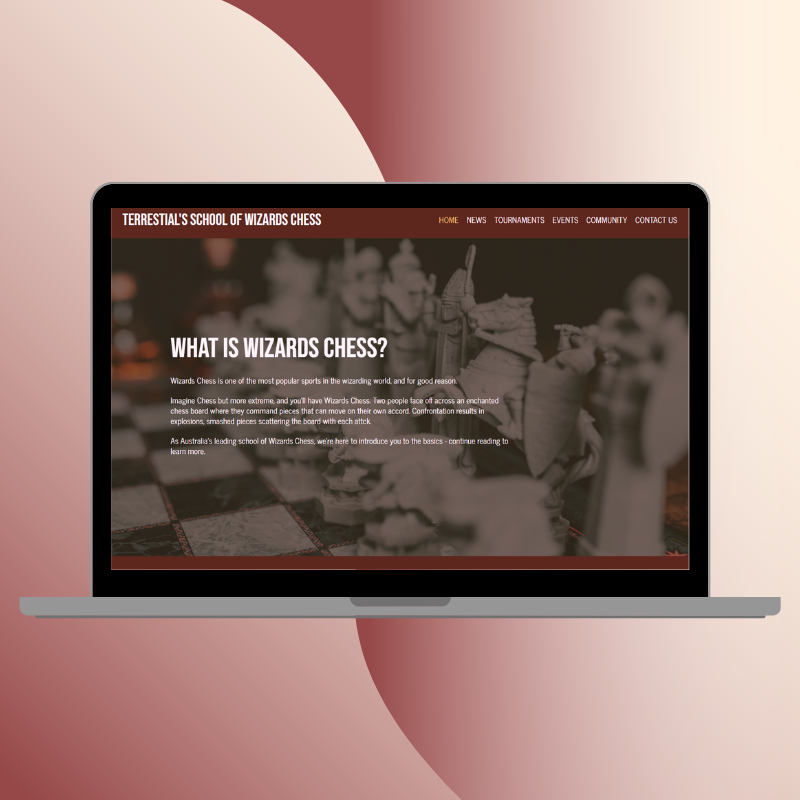 TERRESTIAL'S SCHOOL OF WIZARDS CHESS
HOME NEWS TOURNAMENTS EVENTS COMMUNITY CONTACT US
WHAT IS WIZARDS CHESS?
Wizards Chess is one of the most popular sports in the wizarding world, and for good reason.
Imagine Chess but more extreme, and you'll have Wizards Chess. Two people face off across an enchanted
chess board where they command pieces that can move on their own accord. Confrontation results in
explosions, smashed pieces scattering the board with each attck.
As Australia's leading school of Wizards Chess, we're here to introduce you to the basics - continue reading to
learn more.